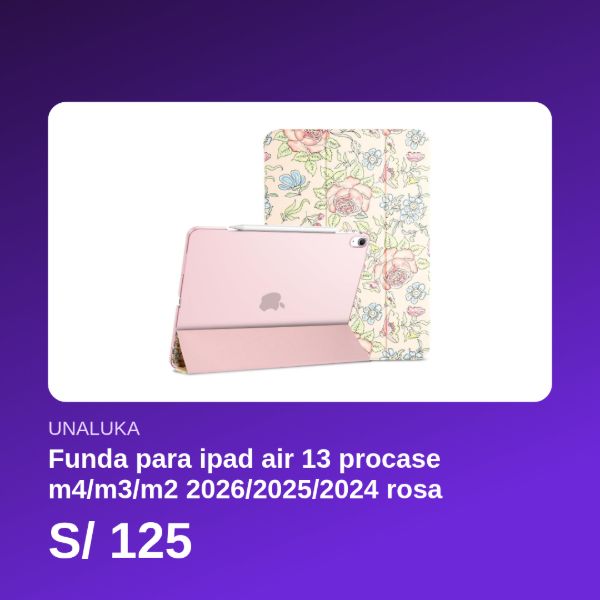 UNALUKA
Funda para ipad air 13 procase
m4/m3/m2 2026/2025/2024 rosa
S/ 125